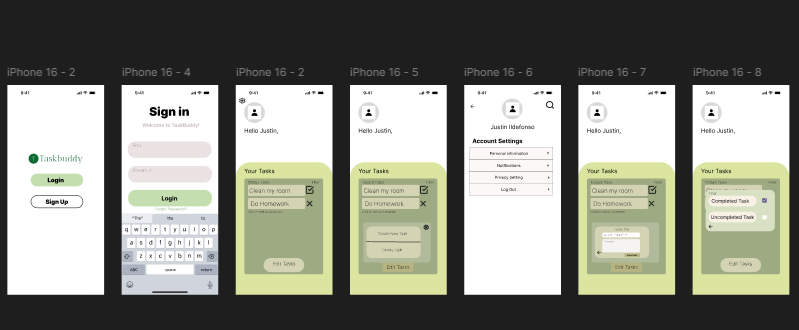 iPhone 16 - 2
9:41
Taskbuddy
Login
Sign Up
iPhone 16 - 4
9:41
Sign in
Welcome to TaskBuddy!
Login
"The" the to
q w e r t y u i o p
a s d f g h j k l
z x c v b n m
ABC space return
iPhone 16 - 2
9:41
Hello Justin,
Your Tasks
Clean my room
Do Homework
Edit Tasks
iPhone 16 - 5
9:41
Hello Justin,
Your Tasks
Clean my room
Do Homework
Create New Task
Delete Task
Edit Tasks
iPhone 16 - 6
9:41
Justin Ildefonso
Account Settings
Personal Information
Notifications
Privacy Setting
Log Out
iPhone 16 - 7
9:41
Hello Justin,
Your Tasks
Clean my room
Do Homework
Edit Tasks
iPhone 16 - 8
9:41
Hello Justin,
Your Tasks
Completed Task
Uncompleted Task
Edit Tasks